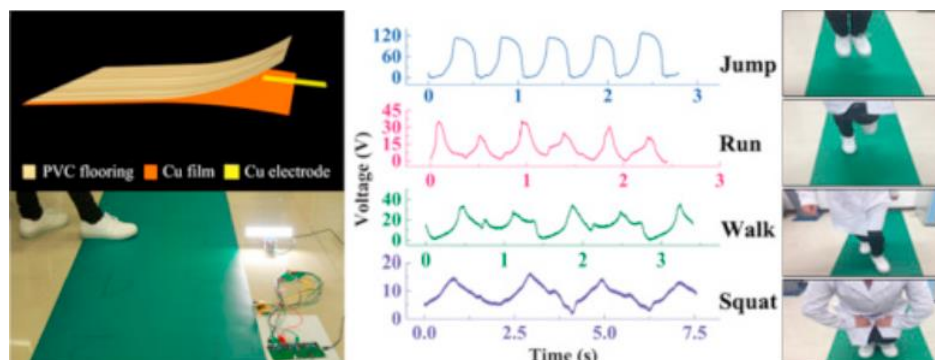 PVC flooring Cu film Cu electrode
Voltage (V)
120
60
0
0 1 2 3
Jump
45
30
15
0
0 1 2 3
Run
40
20
0
0 1 2 3
Walk
20
10
0
0.0 2.5 5.0 7.5
Squat
Time (s)